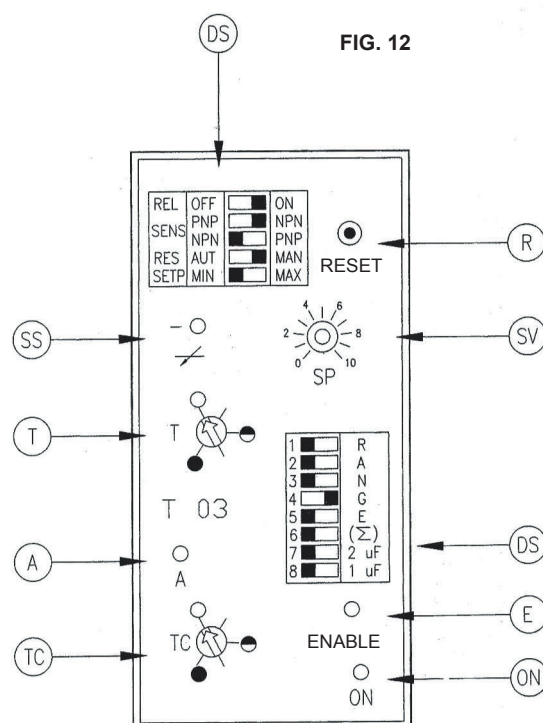 DS
FIG. 12
REL OFF ON
SENS PNP NPN
NPN PNP
RES AUT MAN
SETP MIN MAX
RESET
R
SS
-
0 2 4 6 8 10
SP
SV
T
T
T 03
1 R
2 A
3 N
4 G
5 E
6 (Σ)
7 2 uF
8 1 uF
DS
A
A
E
ENABLE
TC
TC
ON
ON